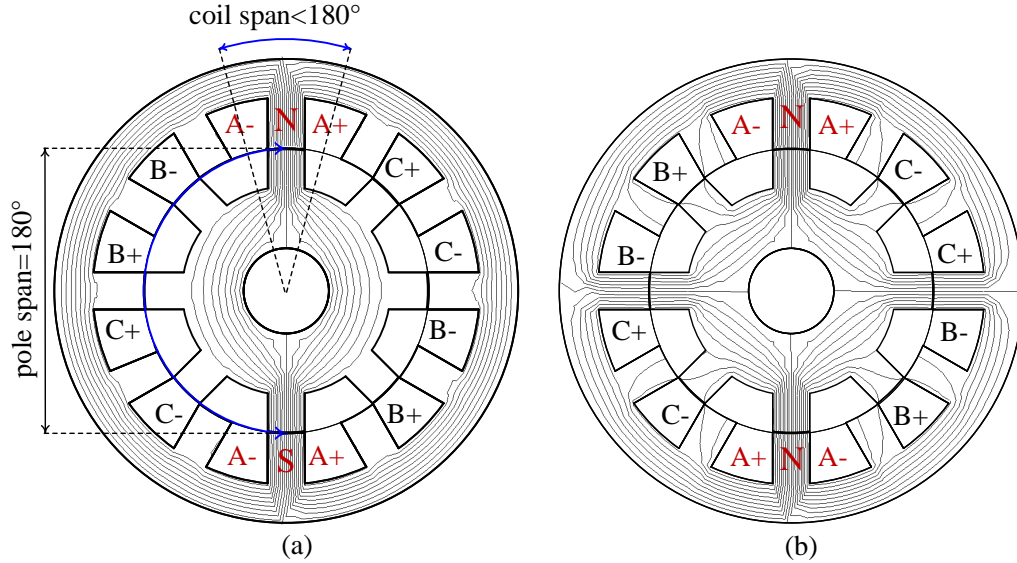 coil span<180°
pole span=180°
A- N A+
B- C+
B+ C-
C+ B-
C- B+
A- S A+
(a)
A- N A+
B+ C-
B- C+
C+ B-
C- B+
A+ N A-
(b)